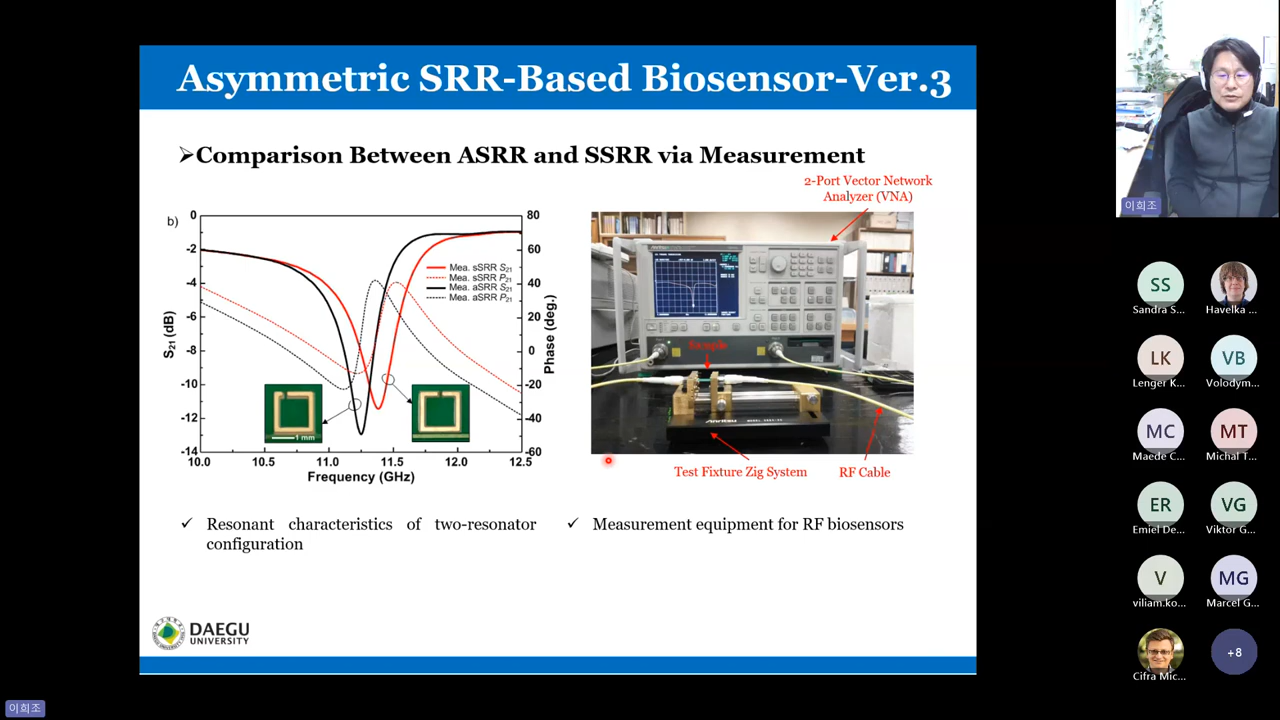 Asymmetric SRR-Based Biosensor-Ver.3
➢Comparison Between ASRR and SSRR via Measurement
2-Port Vector Network
Analyzer (VNA)
b)
0
-2
-4
-6
-8
-10
-12
-14
S21 (dB)
80
60
40
20
0
-20
-40
-60
Phase (deg.)
Mea. sSRR S21
Mea. sSRR P21
Mea. aSRR S21
Mea. aSRR P21
1 mm
10.0 10.5 11.0 11.5 12.0 12.5
Frequency (GHz)
Sample
Anritsu
Test Fixture Zig System
RF Cable
✓ Resonant characteristics of two-resonator
configuration
✓ Measurement equipment for RF biosensors
DAEGU
UNIVERSITY
이희조
SS
Sandra S...
Havelka ...
LK
Lenger K...
VB
Volodym...
MC
Maede C...
MT
Michal T...
ER
Emiel De...
VG
Viktor G...
V
viliam.ko...
MG
Marcel G...
Cifra Mic...
+8
이희조